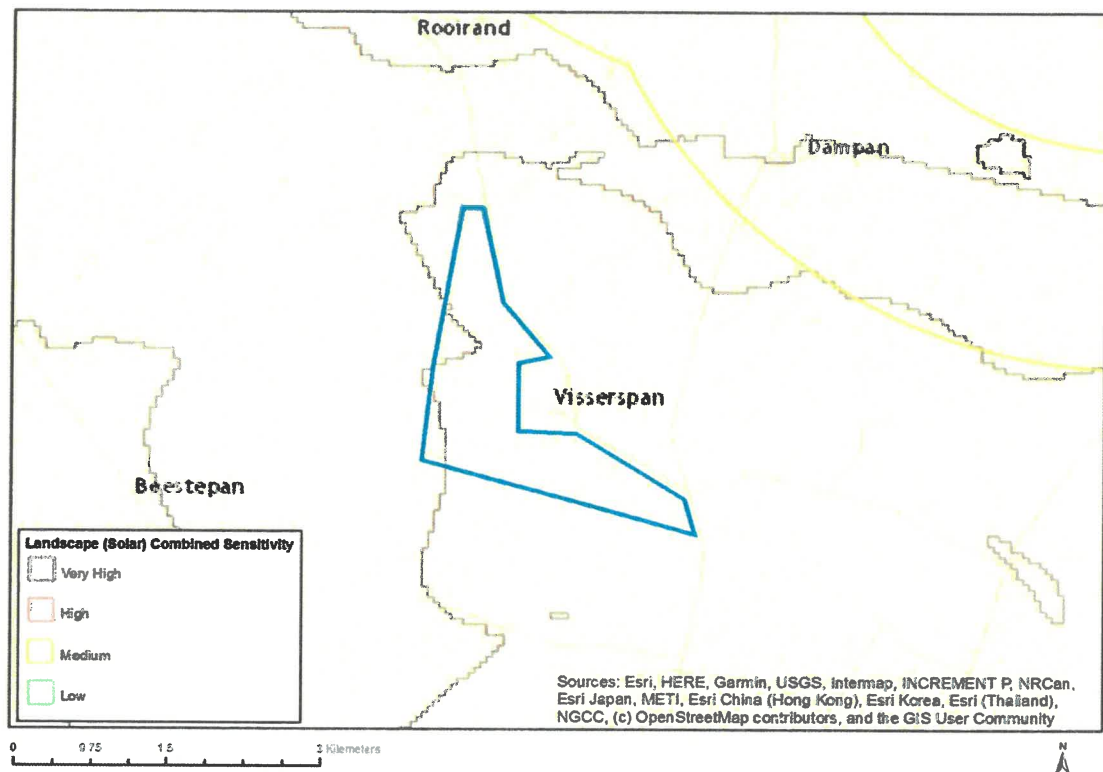 Rooirand
Dampan
Visserspan
Beestepan
Landscape (Solar) Combined Sensitivity
Very High
High
Medium
Low
Sources: Esri, HERE, Garmin, USGS, Intermap, INCREMENT P, NRCan,
Esri Japan, METI, Esri China (Hong Kong), Esri Korea, Esri (Thailand),
NGCC, (c) OpenStreetMap contributors, and the GIS User Community
0 0.75 1.5 3 Kilometers
N